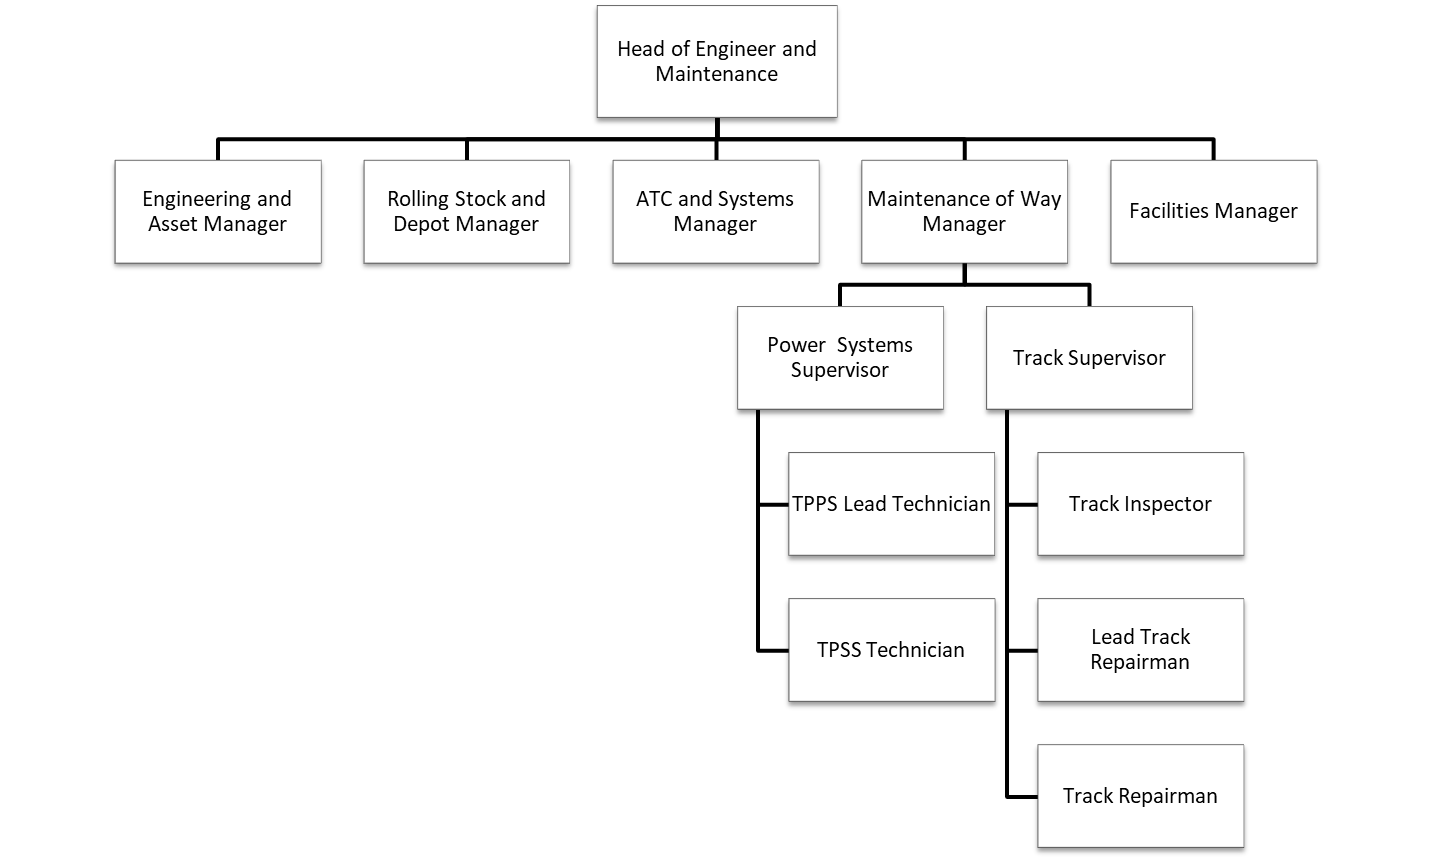 Head of Engineer and
Maintenance
Engineering and
Asset Manager
Rolling Stock and
Depot Manager
ATC and Systems
Manager
Maintenance of Way
Manager
Facilities Manager
Power  Systems
Supervisor
Track Supervisor
TPPS Lead Technician
Track Inspector
TPSS Technician
Lead Track
Repairman
Track Repairman